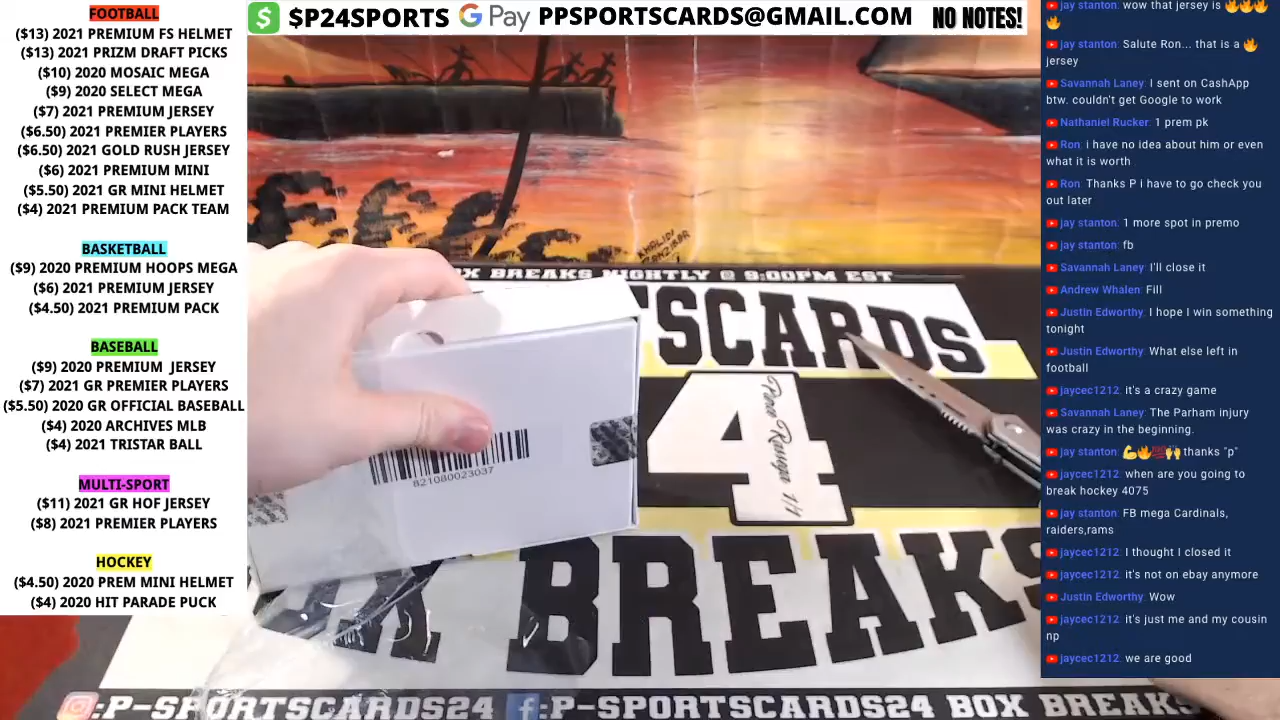 FOOTBALL
($13) 2021 PREMIUM FS HELMET
($13) 2021 PRIZM DRAFT PICKS
($10) 2020 MOSAIC MEGA
($9) 2020 SELECT MEGA
($7) 2021 PREMIUM JERSEY
($6.50) 2021 PREMIER PLAYERS
($6.50) 2021 GOLD RUSH JERSEY
($6) 2021 PREMIUM MINI
($5.50) 2021 GR MINI HELMET
($4) 2021 PREMIUM PACK TEAM
BASKETBALL
($9) 2020 PREMIUM HOOPS MEGA
($6) 2021 PREMIUM JERSEY
($4.50) 2021 PREMIUM PACK
BASEBALL
($9) 2020 PREMIUM JERSEY
($7) 2021 GR PREMIER PLAYERS
($5.50) 2020 GR OFFICIAL BASEBALL
($4) 2020 ARCHIVES MLB
($4) 2021 TRISTAR BALL
MULTI-SPORT
($11) 2021 GR HOF JERSEY
($8) 2021 PREMIER PLAYERS
HOCKEY
($4.50) 2020 PREM MINI HELMET
($4) 2020 HIT PARADE PUCK
$P24SPORTS G Pay PPSPORTSCARDS@GMAIL.COM NO NOTES!
X BREAKS NIGHTLY @ 9:00PM EST
TSCARDS
4
821080023037
BREAKS
:P-SPORTSCARDS24 :P-SPORTSCARDS24 BOX BREAKS
jay stanton: wow that jersey is 🔥🔥🔥
🔥
jay stanton: Salute Ron... that is a 🔥
jersey
Savannah Laney: I sent on CashApp
btw. couldn't get Google to work
Nathaniel Rucker: 1 prem pk
Ron: i have no idea about him or even
what it is worth
Ron: Thanks P i have to go check you
out later
jay stanton: 1 more spot in premo
jay stanton: fb
Savannah Laney: I'll close it
Andrew Whalen: Fill
Justin Edworthy: I hope I win something
tonight
Justin Edworthy: What else left in
football
jaycec1212: it's a crazy game
Savannah Laney: The Parham injury
was crazy in the beginning.
jay stanton: 💪🔥💯🙌 thanks "p"
jaycec1212: when are you going to
break hockey 4075
jay stanton: FB mega Cardinals,
raiders,rams
jaycec1212: I thought I closed it
jaycec1212: it's not on ebay anymore
Justin Edworthy: Wow
jaycec1212: it's just me and my cousin
np
jaycec1212: we are good